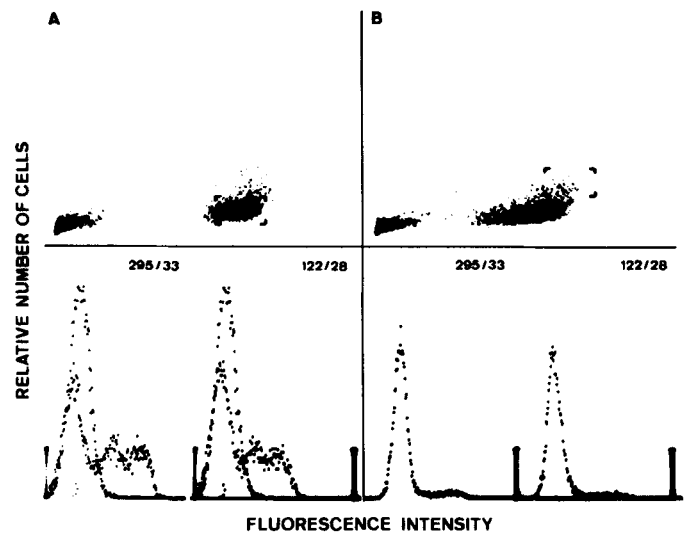 A
B
RELATIVE NUMBER OF CELLS
295/33
122/28
295/33
122/28
FLUORESCENCE INTENSITY